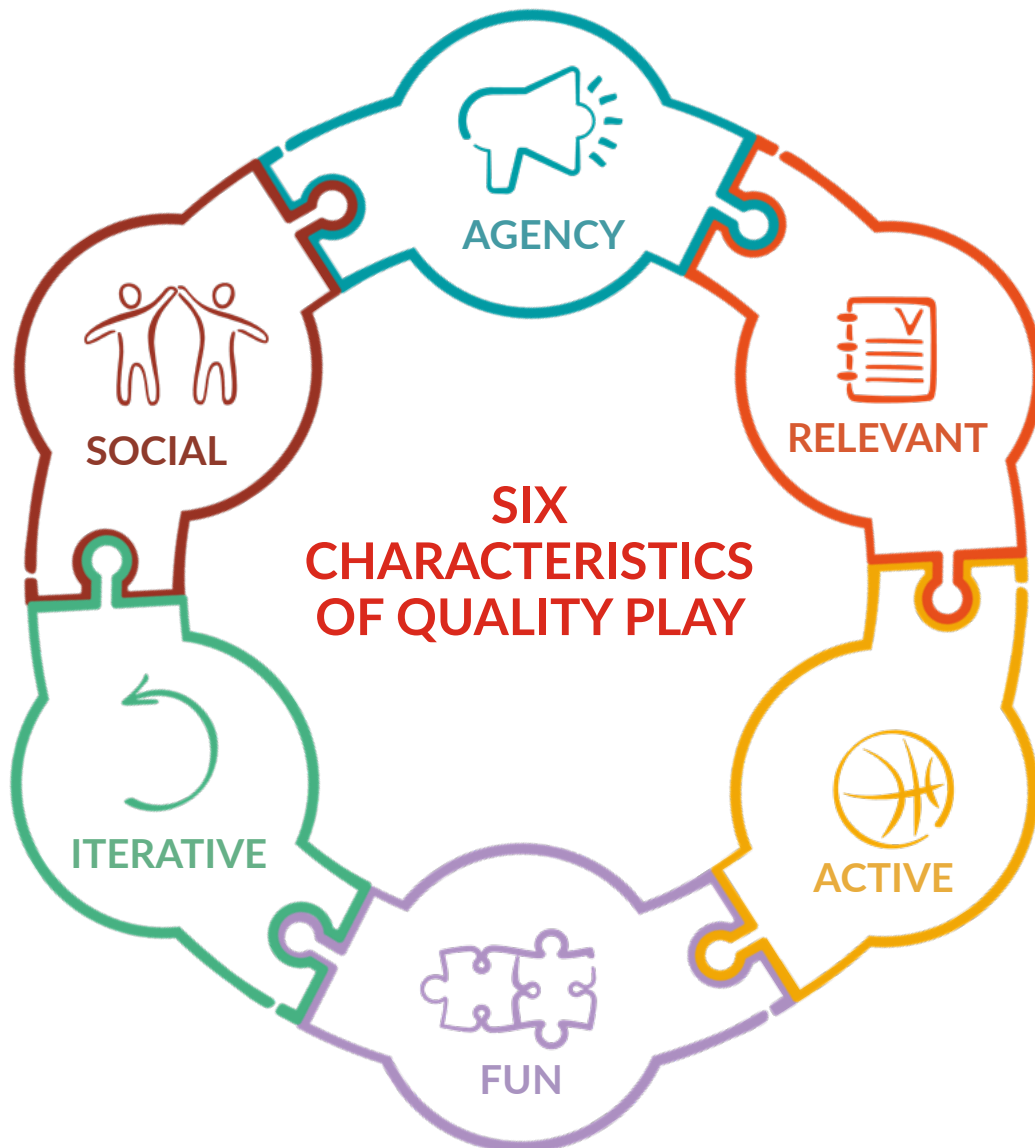 AGENCY
RELEVANT
SOCIAL
SIX
CHARACTERISTICS
OF QUALITY PLAY
ITERATIVE
ACTIVE
FUN